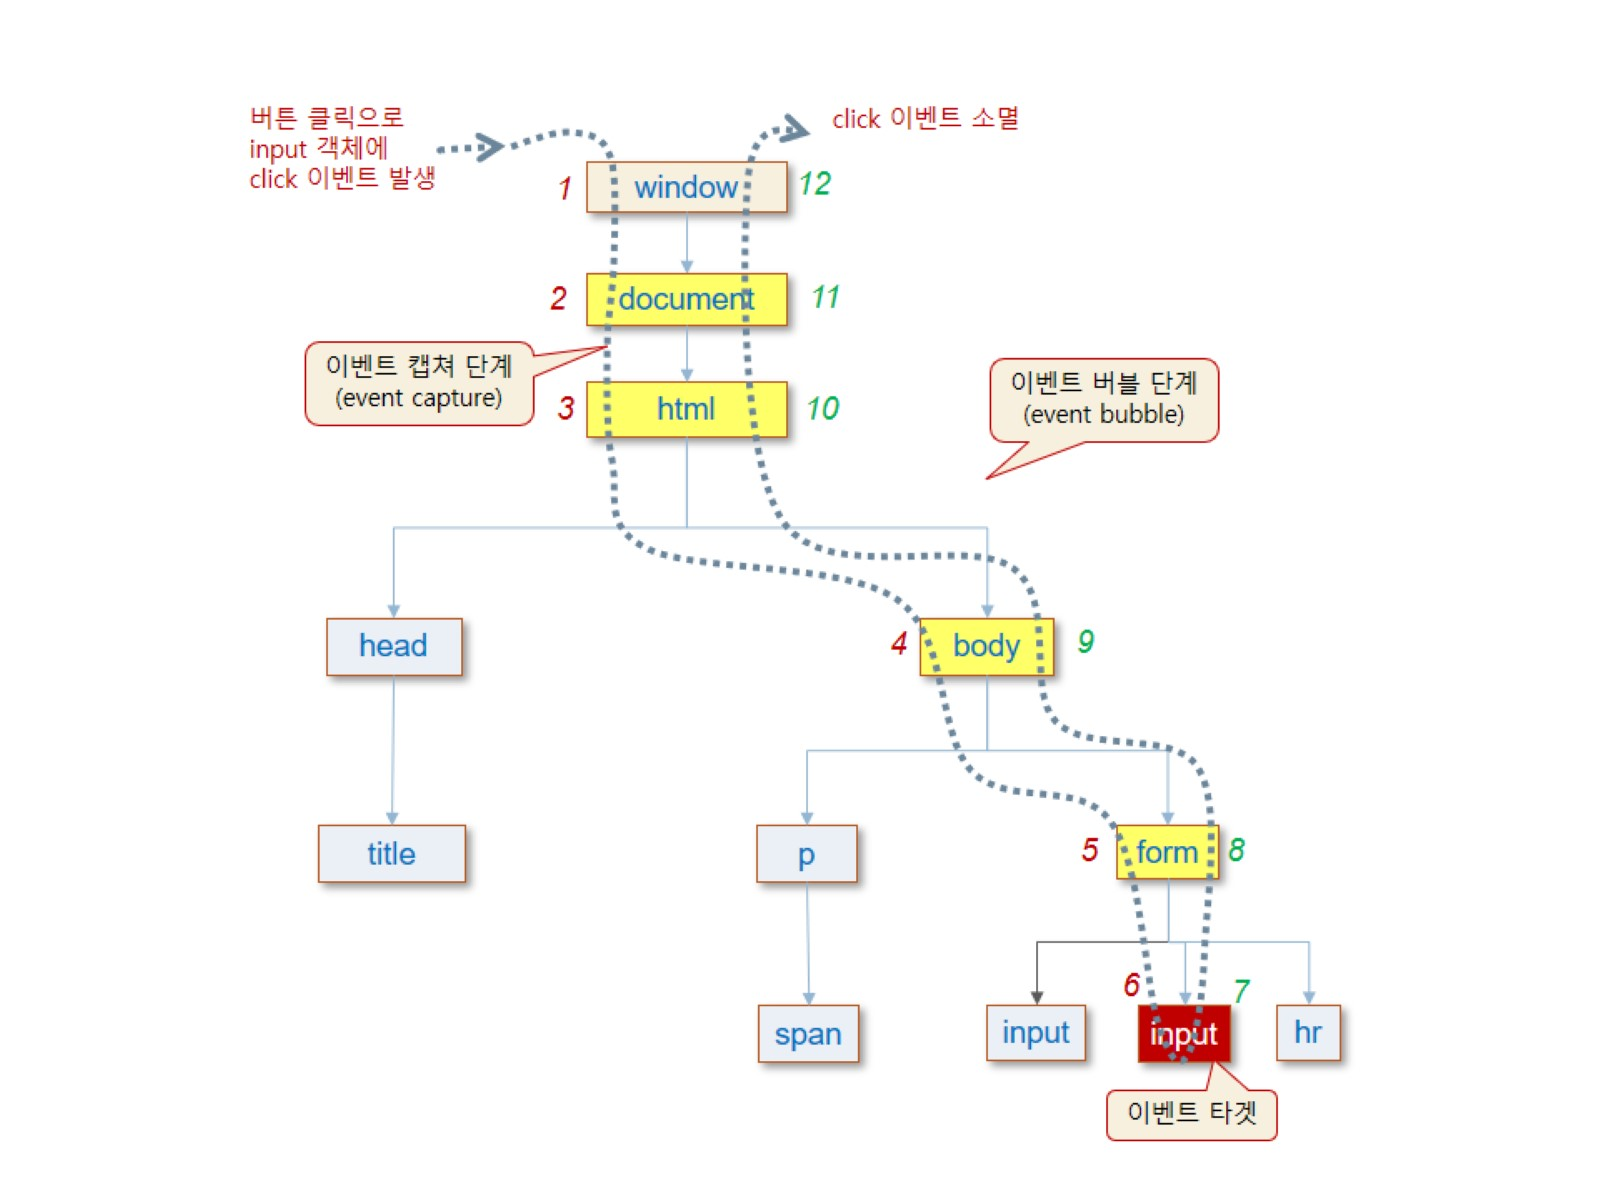 버튼 클릭으로
input 객체에
click 이벤트 발생
click 이벤트 소멸
1 window 12
2 document 11
이벤트 캡쳐 단계
(event capture)
이벤트 버블 단계
(event bubble)
3 html 10
head
4 body 9
title
p
5 form 8
6 7
span
input
input
hr
이벤트 타겟